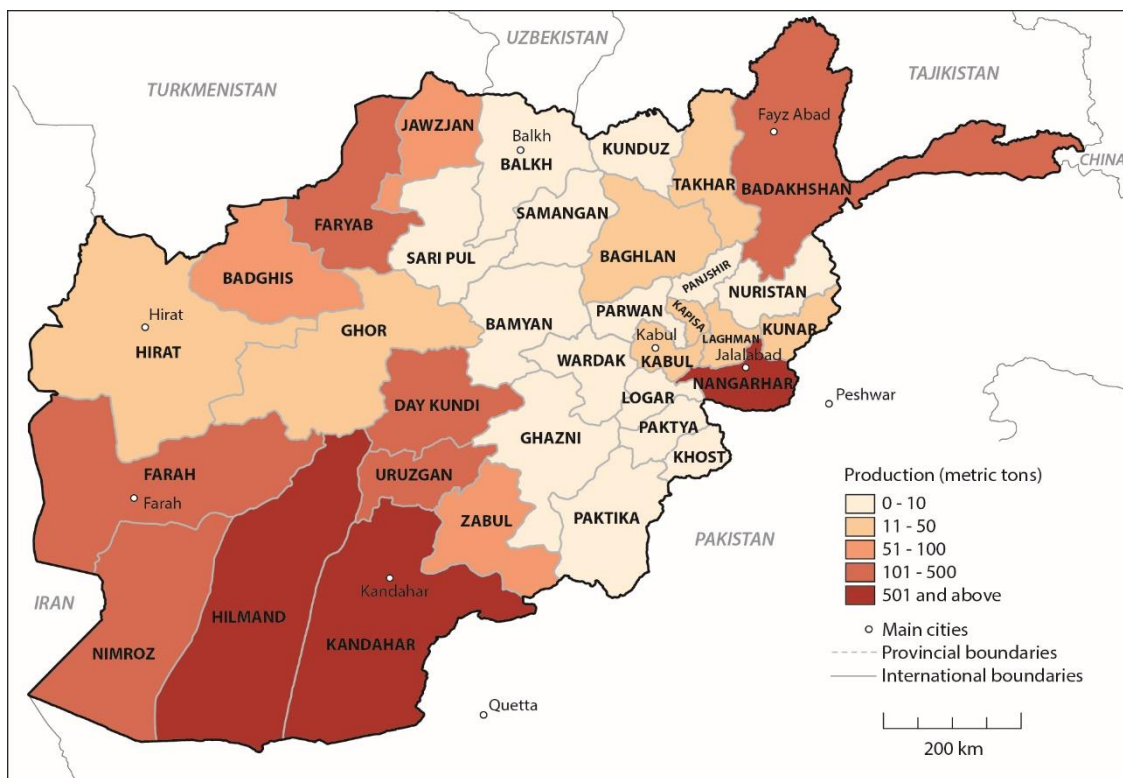 UZBEKISTAN
TAJIKISTAN
TURKMENISTAN
CHINA
JAWZJAN
Balkh
BALKH
KUNDUZ
Fayz Abad
TAKHAR
BADAKHSHAN
SAMANGAN
FARYAB
SARI PUL
BAGHLAN
BADGHIS
PANJSHIR
NURISTAN
Hirat
HIRAT
GHOR
BAMYAN
PARWAN
KAPISA
KUNAR
LAGHMAN
Kabul
KABUL
WARDAK
Jalalabad
NANGARHAR
DAY KUNDI
LOGAR
Peshwar
GHAZNI
PAKTYA
KHOST
FARAH
Farah
URUZGAN
ZABUL
PAKTIKA
PAKISTAN
IRAN
Kandahar
HILMAND
KANDAHAR
NIMROZ
Quetta
Production (metric tons)
0 - 10
11 - 50
51 - 100
101 - 500
501 and above
Main cities
Provincial boundaries
International boundaries
200 km